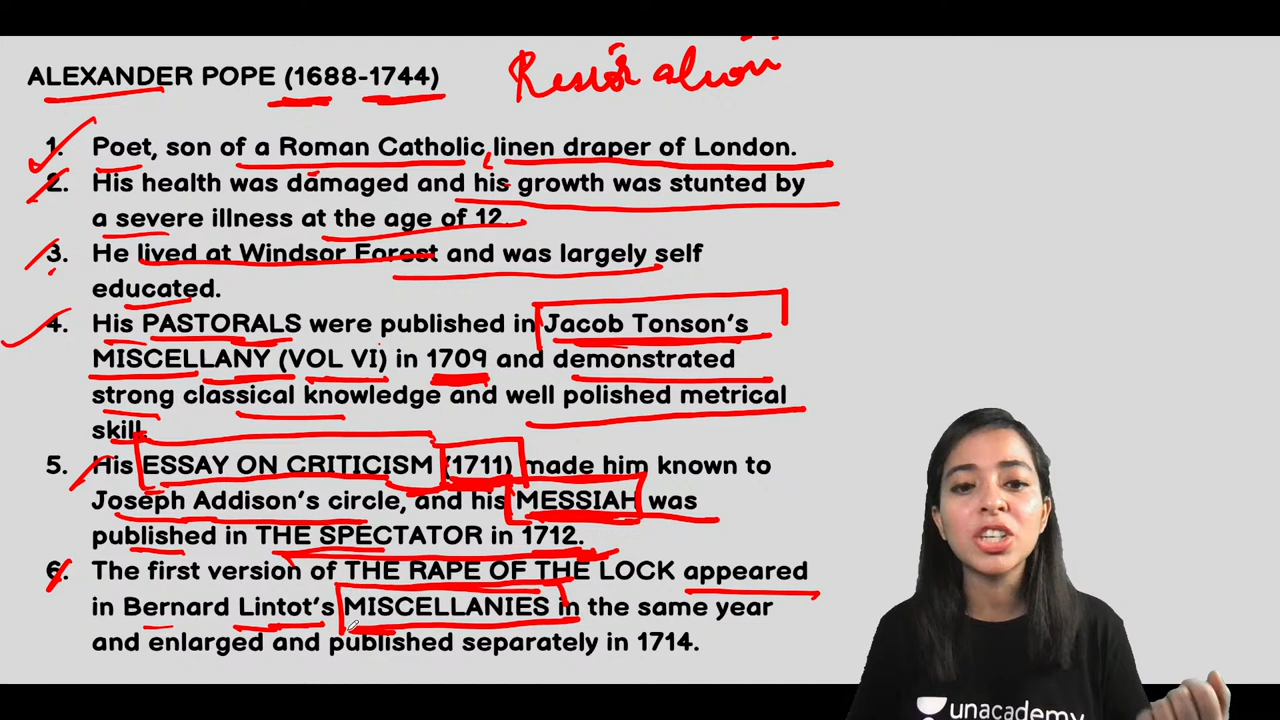 ALEXANDER POPE (1688-1744)
Restoration
1. Poet, son of a Roman Catholic linen draper of London.
2. His health was damaged and his growth was stunted by
a severe illness at the age of 12.
3. He lived at Windsor Forest and was largely self
educated.
4. His PASTORALS were published in Jacob Tonson's
MISCELLANY (VOL VI) in 1709 and demonstrated
strong classical knowledge and well polished metrical
skill.
5. His ESSAY ON CRITICISM (1711) made him known to
Joseph Addison's circle, and his MESSIAH was
published in THE SPECTATOR in 1712.
6. The first version of THE RAPE OF THE LOCK appeared
in Bernard Lintot's MISCELLANIES in the same year
and enlarged and published separately in 1714.
unacademy